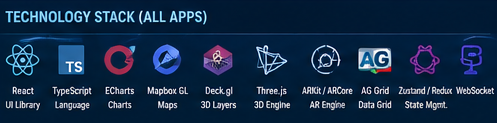 TECHNOLOGY STACK (ALL APPS)
TS
AG
React
UI Library
TypeScript
Language
ECharts
Charts
Mapbox GL
Maps
Deck.gl
3D Layers
Three.js
3D Engine
ARKit / ARCore
AR Engine
AG Grid
Data Grid
Zustand / Redux
State Mgmt.
WebSocket